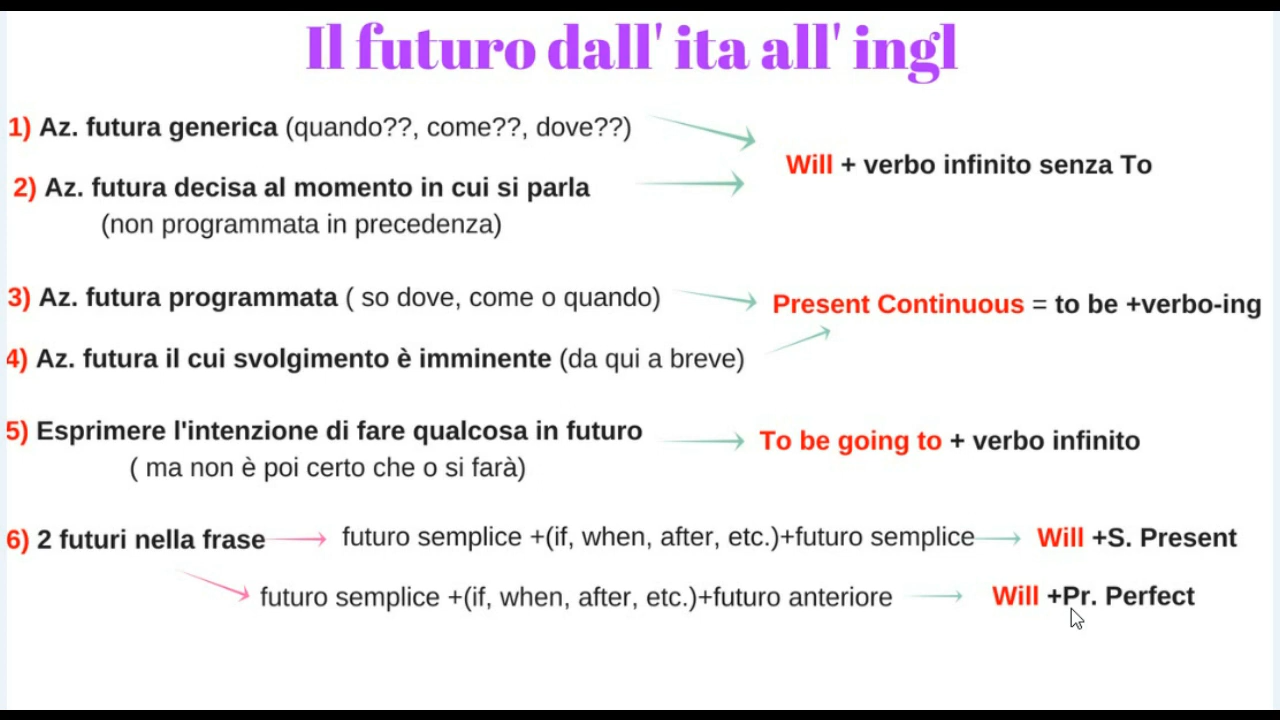 Il futuro dall' ita all' ingl
1) Az. futura generica (quando??, come??, dove??)
Will + verbo infinito senza To
2) Az. futura decisa al momento in cui si parla
(non programmata in precedenza)
3) Az. futura programmata ( so dove, come o quando)
Present Continuous = to be +verbo-ing
4) Az. futura il cui svolgimento è imminente (da qui a breve)
5) Esprimere l'intenzione di fare qualcosa in futuro
To be going to + verbo infinito
( ma non è poi certo che o si farà)
6) 2 futuri nella frase futuro semplice +(if, when, after, etc.)+futuro semplice Will +S. Present
futuro semplice +(if, when, after, etc.)+futuro anteriore Will +Pr. Perfect